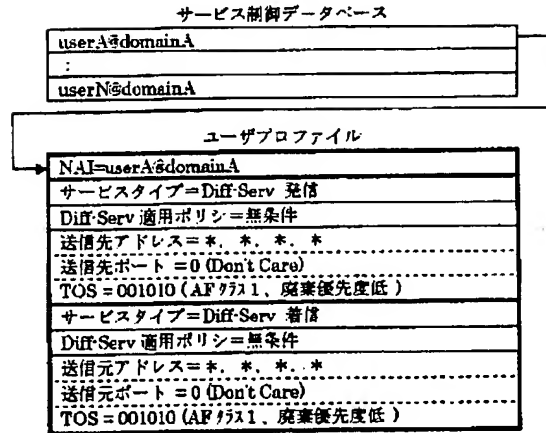 サービス制御データベース
userA@domainA
:
userN@domainA
ユーザプロファイル
NAI=userA@domainA
サービスタイプ=Diff-Serv 発信
Diff-Serv 適用ポリシ=無条件
送信先アドレス=*. *. *. *
送信先ポート =0 (Don't Care)
TOS = 001010 (AFクラス1、廃棄優先度低 )
サービスタイプ=Diff-Serv 着信
Diff-Serv 適用ポリシ=無条件
送信元アドレス=*. *. *. *
送信元ポート =0 (Don't Care)
TOS = 001010 (AFクラス1、廃棄優先度低 )